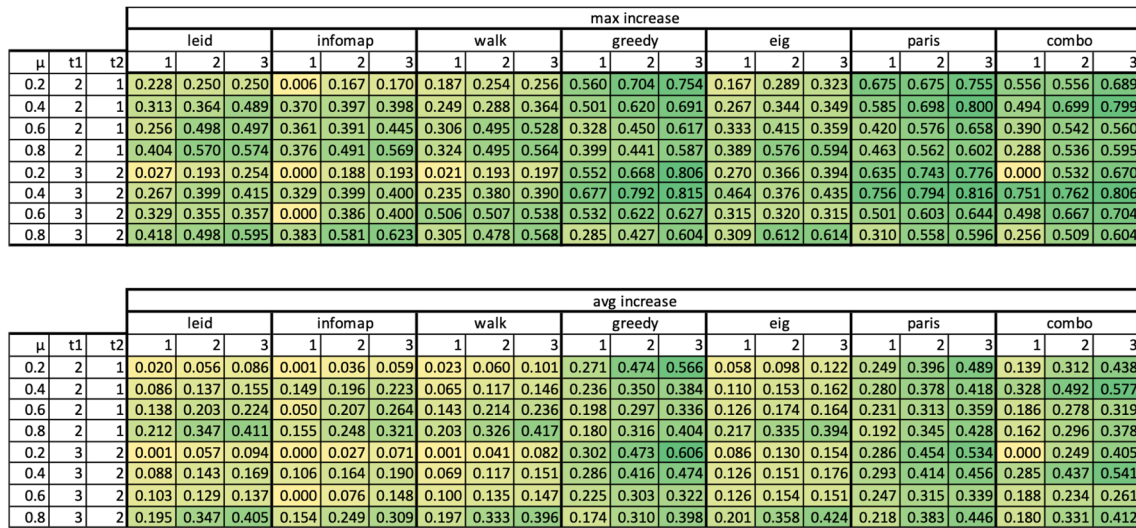 max increase
leid infomap walk greedy eig paris combo
μ t1 t2 1 2 3 1 2 3 1 2 3 1 2 3 1 2 3 1 2 3 1 2 3
0.2 2 1 0.228 0.250 0.250 0.006 0.167 0.170 0.187 0.254 0.256 0.560 0.704 0.754 0.167 0.289 0.323 0.675 0.675 0.755 0.556 0.556 0.689
0.4 2 1 0.313 0.364 0.489 0.370 0.397 0.398 0.249 0.288 0.364 0.501 0.620 0.691 0.267 0.344 0.349 0.585 0.698 0.800 0.494 0.699 0.799
0.6 2 1 0.256 0.498 0.497 0.361 0.391 0.445 0.306 0.495 0.528 0.328 0.450 0.617 0.333 0.415 0.359 0.420 0.576 0.658 0.390 0.542 0.560
0.8 2 1 0.404 0.570 0.574 0.376 0.491 0.569 0.324 0.495 0.564 0.399 0.441 0.587 0.389 0.576 0.594 0.463 0.562 0.602 0.288 0.536 0.595
0.2 3 2 0.027 0.193 0.254 0.000 0.188 0.193 0.021 0.193 0.197 0.552 0.668 0.806 0.270 0.366 0.394 0.635 0.743 0.776 0.000 0.532 0.670
0.4 3 2 0.267 0.399 0.415 0.329 0.399 0.400 0.235 0.380 0.390 0.677 0.792 0.815 0.464 0.376 0.435 0.756 0.794 0.816 0.751 0.762 0.806
0.6 3 2 0.329 0.355 0.357 0.000 0.386 0.400 0.506 0.507 0.538 0.532 0.622 0.627 0.315 0.320 0.315 0.501 0.603 0.644 0.498 0.667 0.704
0.8 3 2 0.418 0.498 0.595 0.383 0.581 0.623 0.305 0.478 0.568 0.285 0.427 0.604 0.309 0.612 0.614 0.310 0.558 0.596 0.256 0.509 0.604
avg increase
leid infomap walk greedy eig paris combo
μ t1 t2 1 2 3 1 2 3 1 2 3 1 2 3 1 2 3 1 2 3 1 2 3
0.2 2 1 0.020 0.056 0.086 0.001 0.036 0.059 0.023 0.060 0.101 0.271 0.474 0.566 0.058 0.098 0.122 0.249 0.396 0.489 0.139 0.312 0.438
0.4 2 1 0.086 0.137 0.155 0.149 0.196 0.223 0.065 0.117 0.146 0.236 0.350 0.384 0.110 0.153 0.162 0.280 0.378 0.418 0.328 0.492 0.577
0.6 2 1 0.138 0.203 0.224 0.050 0.207 0.264 0.143 0.214 0.236 0.198 0.297 0.336 0.126 0.174 0.164 0.231 0.313 0.359 0.186 0.278 0.319
0.8 2 1 0.212 0.347 0.411 0.155 0.248 0.321 0.203 0.326 0.417 0.180 0.316 0.404 0.217 0.335 0.394 0.192 0.345 0.428 0.162 0.296 0.378
0.2 3 2 0.001 0.057 0.094 0.000 0.027 0.071 0.001 0.041 0.082 0.302 0.473 0.606 0.086 0.130 0.154 0.286 0.454 0.534 0.000 0.249 0.405
0.4 3 2 0.088 0.143 0.169 0.106 0.164 0.190 0.069 0.117 0.151 0.286 0.416 0.474 0.126 0.151 0.176 0.293 0.414 0.456 0.285 0.437 0.541
0.6 3 2 0.103 0.129 0.137 0.000 0.076 0.148 0.100 0.135 0.147 0.225 0.303 0.322 0.126 0.154 0.151 0.247 0.315 0.339 0.188 0.234 0.261
0.8 3 2 0.195 0.347 0.405 0.154 0.249 0.309 0.197 0.333 0.396 0.174 0.310 0.398 0.201 0.358 0.424 0.218 0.383 0.446 0.180 0.331 0.412